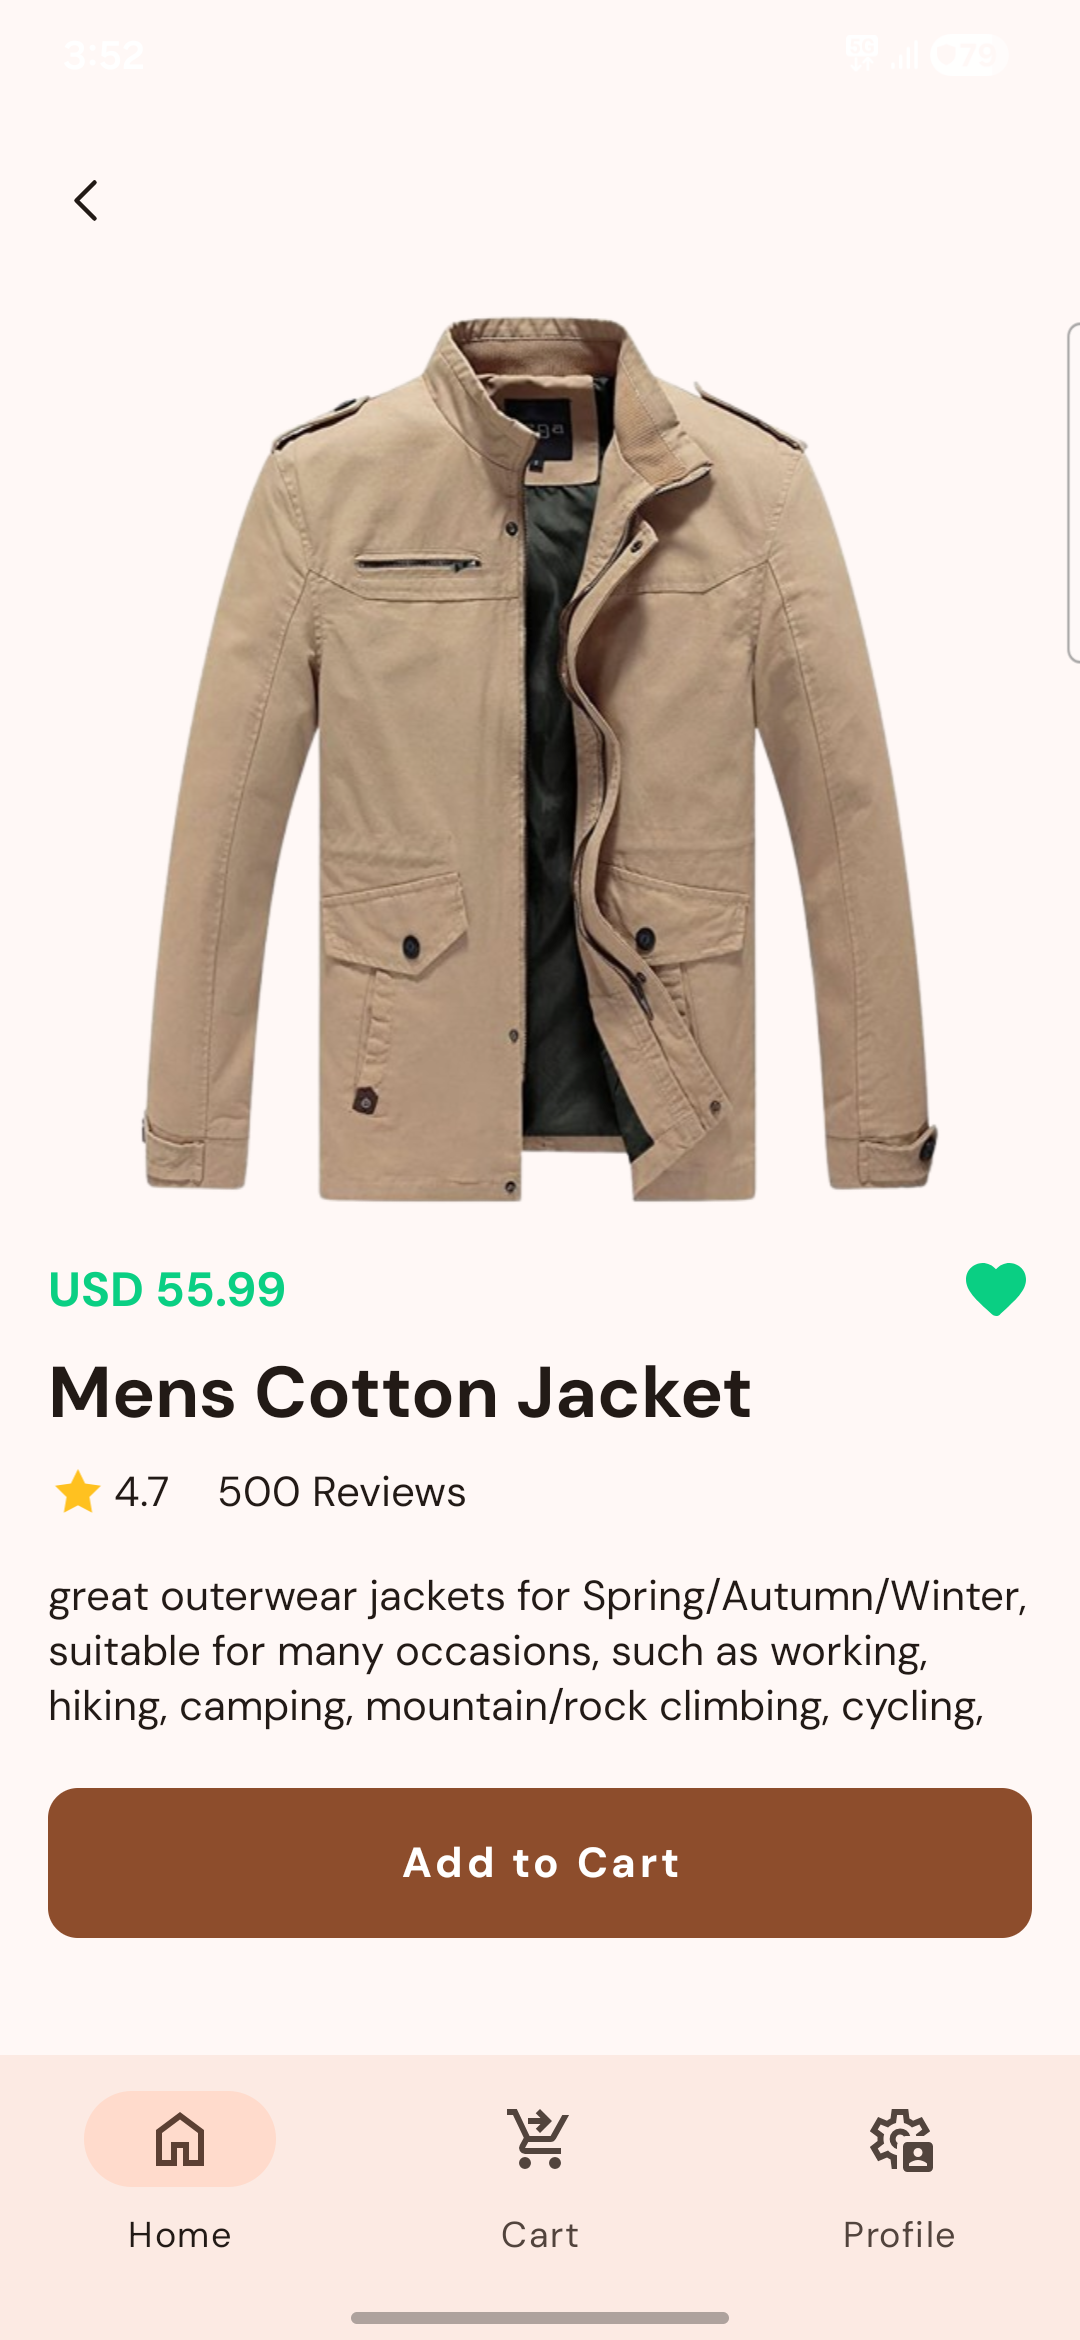 3:52
5G
79
USD 55.99
Mens Cotton Jacket
4.7 500 Reviews
great outerwear jackets for Spring/Autumn/Winter,
suitable for many occasions, such as working,
hiking, camping, mountain/rock climbing, cycling,
Add to Cart
Home Cart Profile